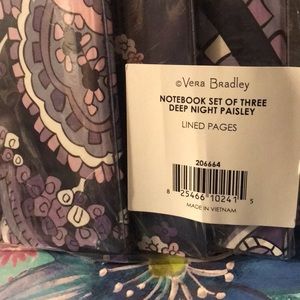 ©Vera Bradley
NOTEBOOK SET OF THREE
DEEP NIGHT PAISLEY
LINED PAGES
206664
8 25466 10241 5
MADE IN VIETNAM